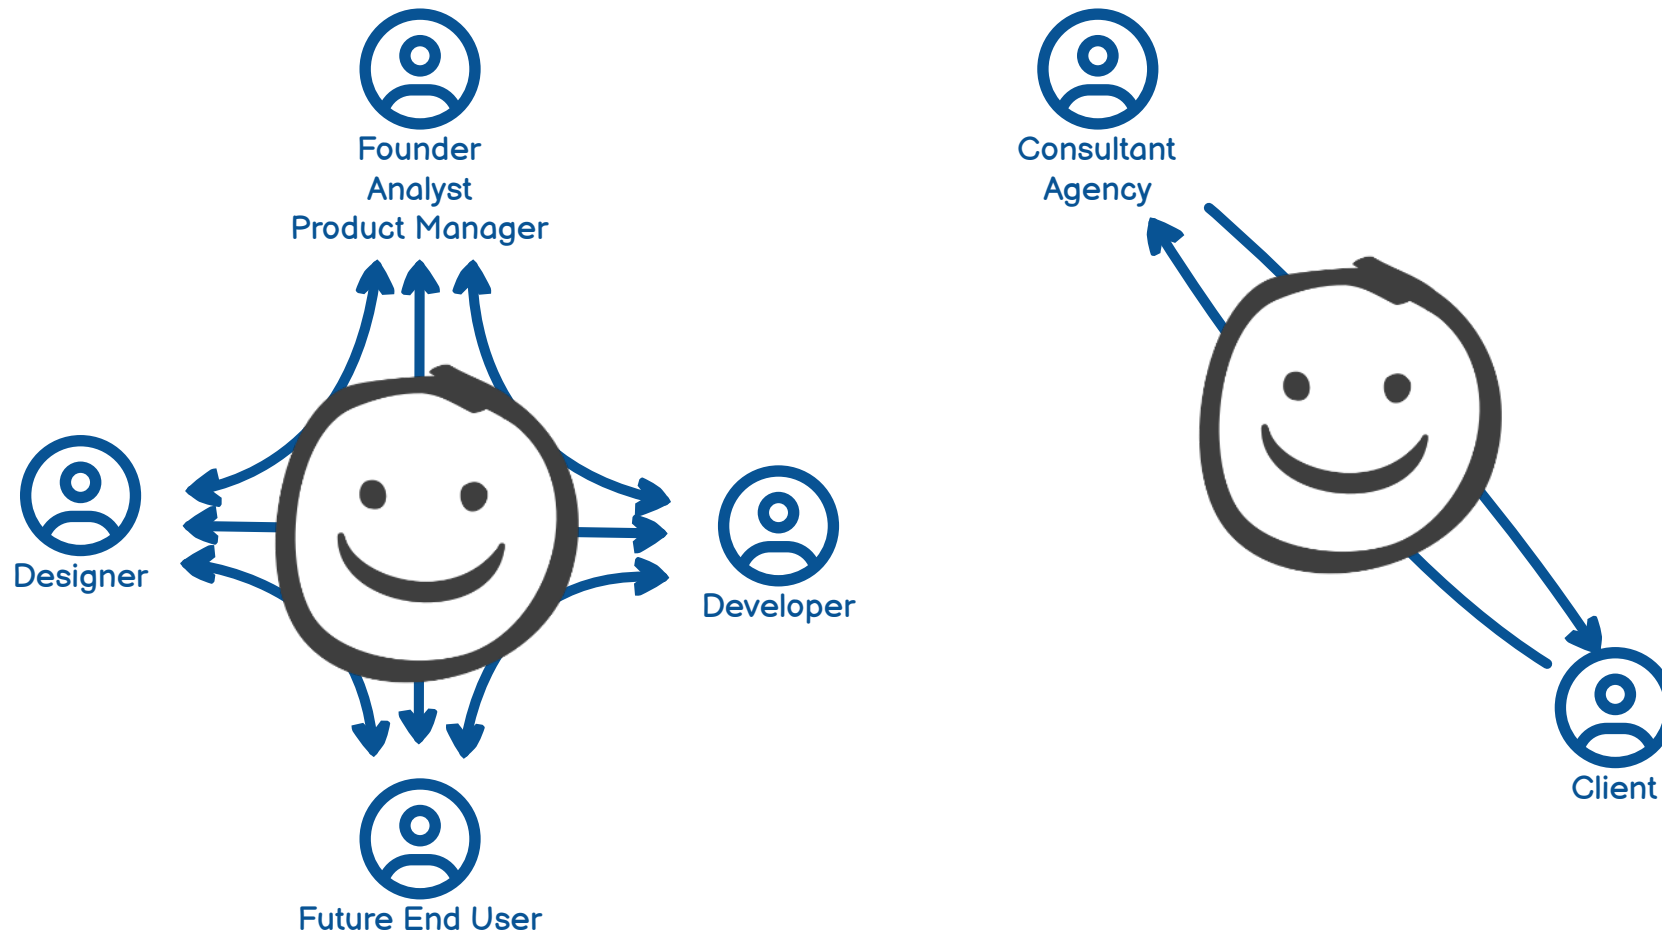 Founder
Analyst
Product Manager
Designer
Developer
Future End User
Consultant
Agency
Client